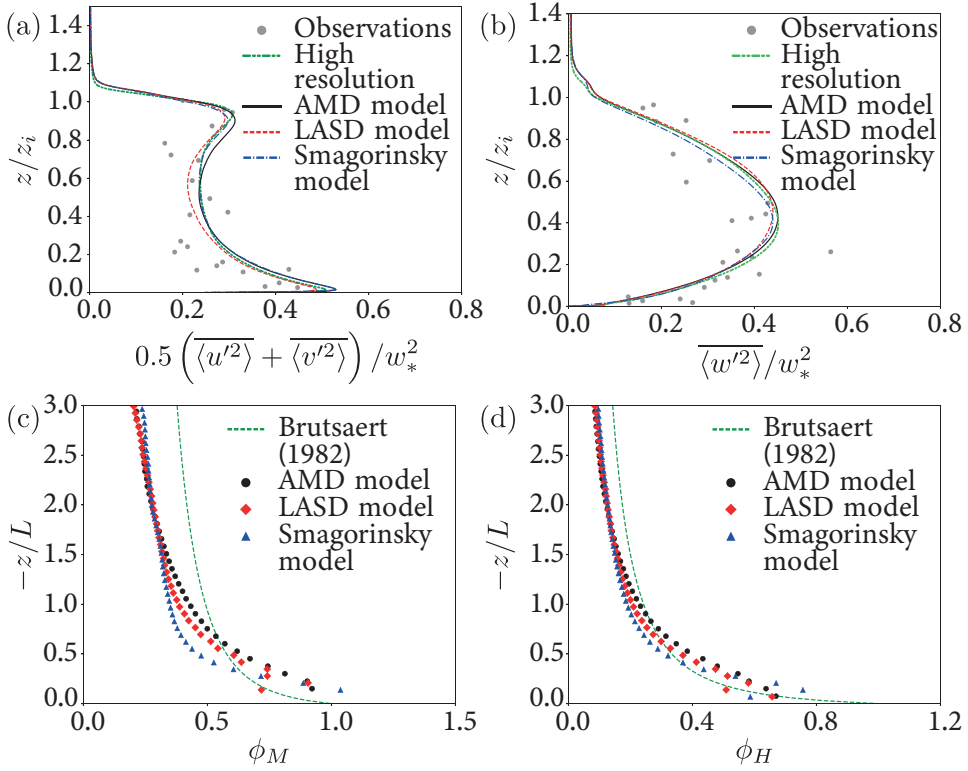 (a)
1.4
1.2
1.0
0.8
0.6
0.4
0.2
0.0
z/z_i
Observations
High
resolution
AMD model
LASD model
Smagorinsky
model
0.0 0.2 0.4 0.6 0.8
0.5 (⟨u′²⟩ + ⟨v′²⟩) /w²_*
(b)
1.4
1.2
1.0
0.8
0.6
0.4
0.2
0.0
z/z_i
Observations
High
resolution
AMD model
LASD model
Smagorinsky
model
0.0 0.2 0.4 0.6 0.8
⟨w′²⟩/w²_*
(c)
3.0
2.5
2.0
1.5
1.0
0.5
0.0
−z/L
Brutsaert
(1982)
AMD model
LASD model
Smagorinsky
model
0.0 0.5 1.0 1.5
ϕ_M
(d)
3.0
2.5
2.0
1.5
1.0
0.5
0.0
−z/L
Brutsaert
(1982)
AMD model
LASD model
Smagorinsky
model
0.0 0.4 0.8 1.2
ϕ_H